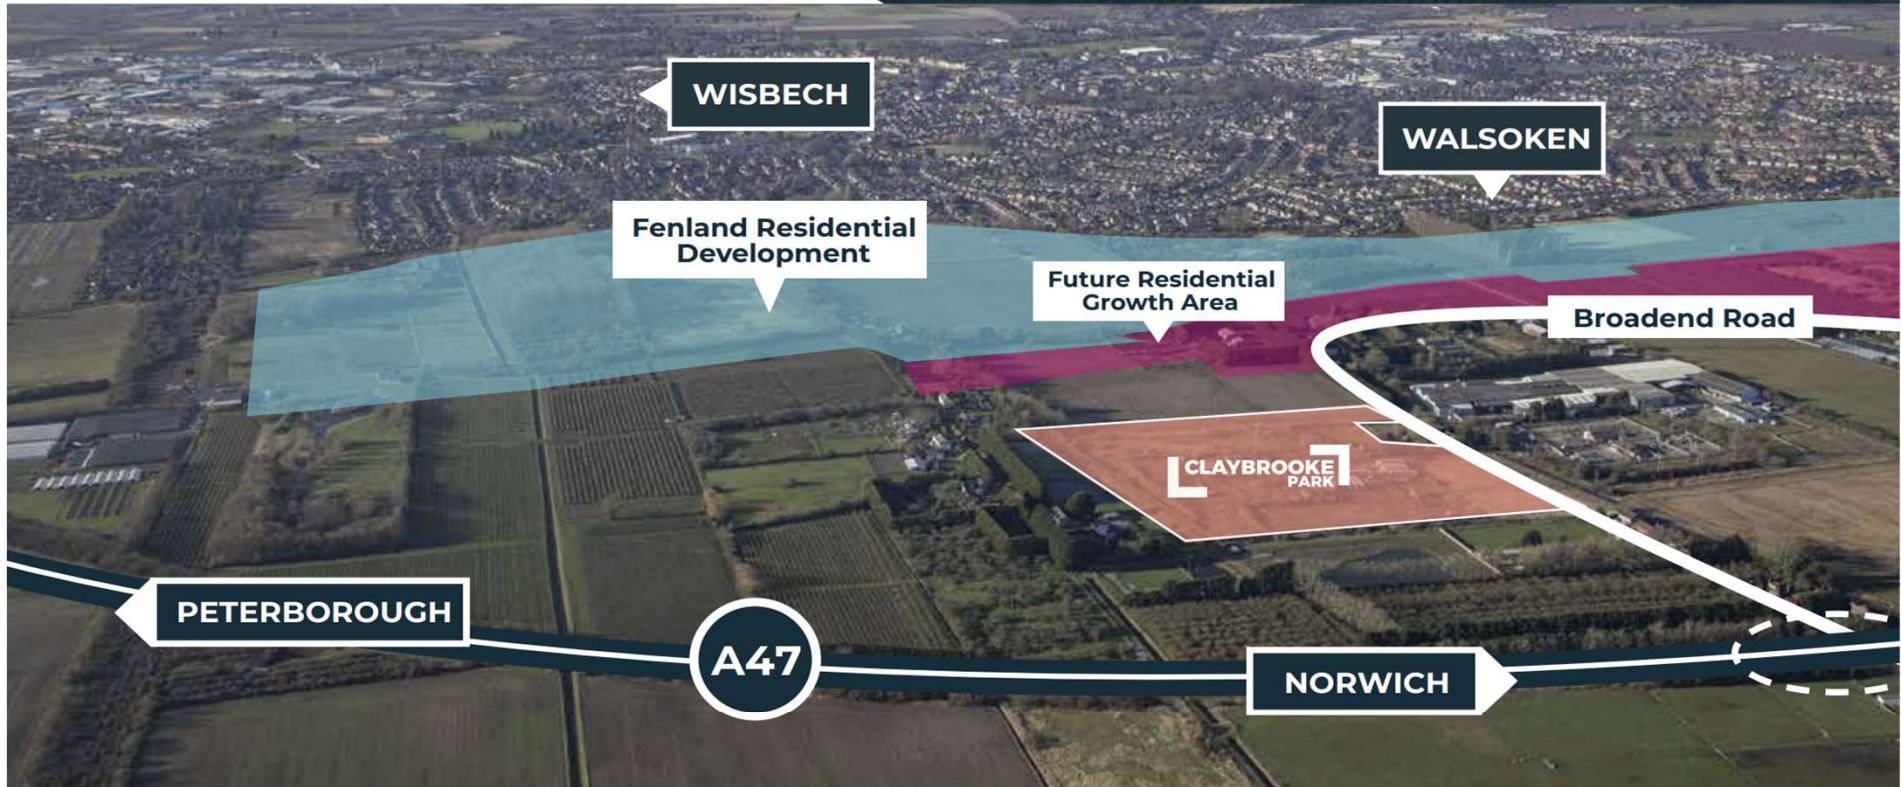 WISBECH
WALSOKEN
Fenland Residential
Development
Future Residential
Growth Area
Broadend Road
CLAYBROOKE
PARK
PETERBOROUGH
A47
NORWICH